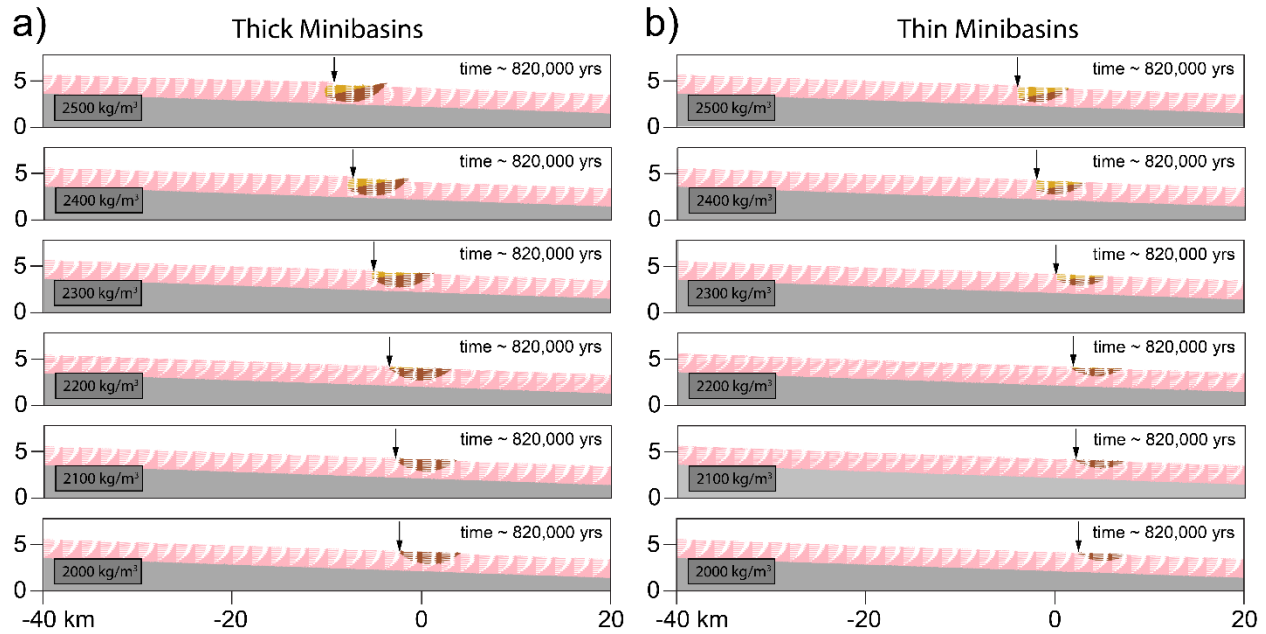 a) Thick Minibasins
b) Thin Minibasins
5
0
time ~ 820,000 yrs
2500 kg/m³
5
0
time ~ 820,000 yrs
2500 kg/m³
5
0
time ~ 820,000 yrs
2400 kg/m³
5
0
time ~ 820,000 yrs
2400 kg/m³
5
0
time ~ 820,000 yrs
2300 kg/m³
5
0
time ~ 820,000 yrs
2300 kg/m³
5
0
time ~ 820,000 yrs
2200 kg/m³
5
0
time ~ 820,000 yrs
2200 kg/m³
5
0
time ~ 820,000 yrs
2100 kg/m³
5
0
time ~ 820,000 yrs
2100 kg/m³
5
0
time ~ 820,000 yrs
2000 kg/m³
5
0
time ~ 820,000 yrs
2000 kg/m³
-40 km -20 0 20
-40 km -20 0 20